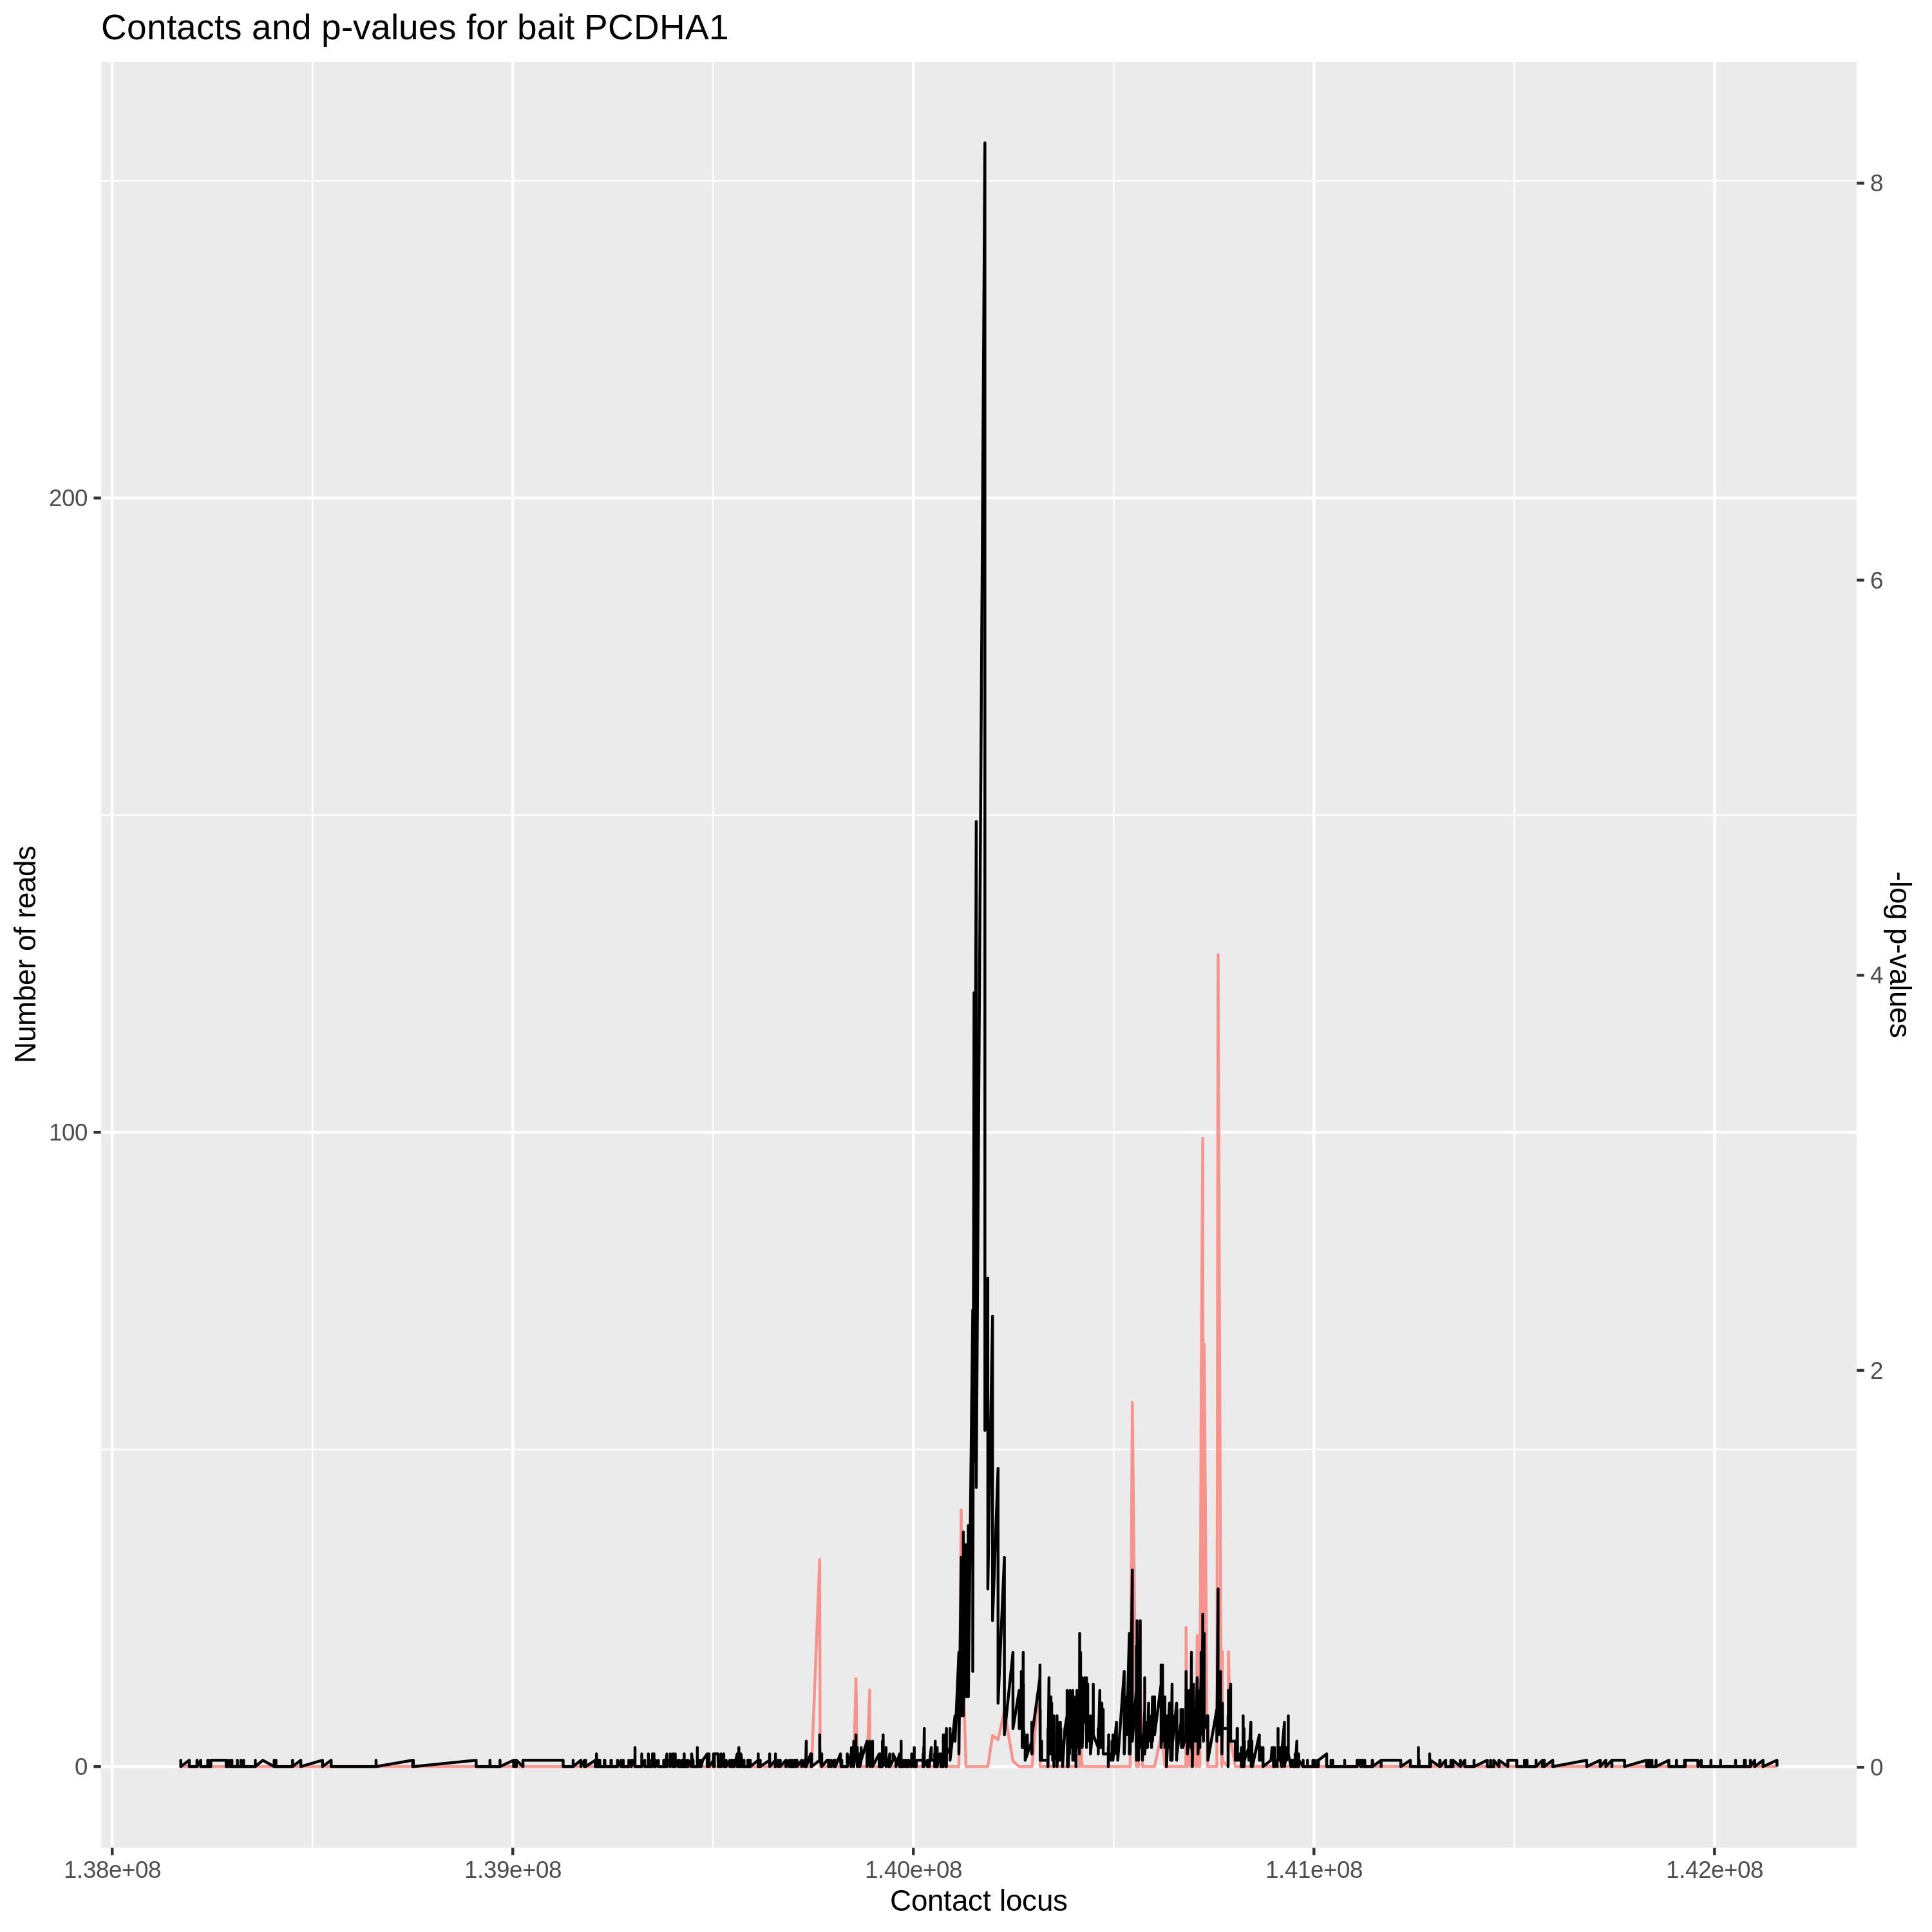 Contacts and p-values for bait PCDHA1
Number of reads
200
100
0
8
6
4
2
0
-log p-values
1.38e+08
1.39e+08
1.40e+08
1.41e+08
1.42e+08
Contact locus